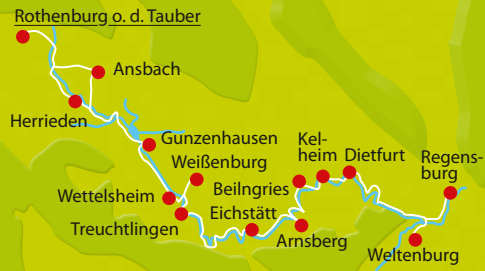 Rothenburg o. d. Tauber
Ansbach
Herrieden
Gunzenhausen
Weißenburg
Wettelsheim
Treuchtlingen
Eichstätt
Beilngries
Arnsberg
Kel-
heim
Dietfurt
Regens-
burg
Weltenburg